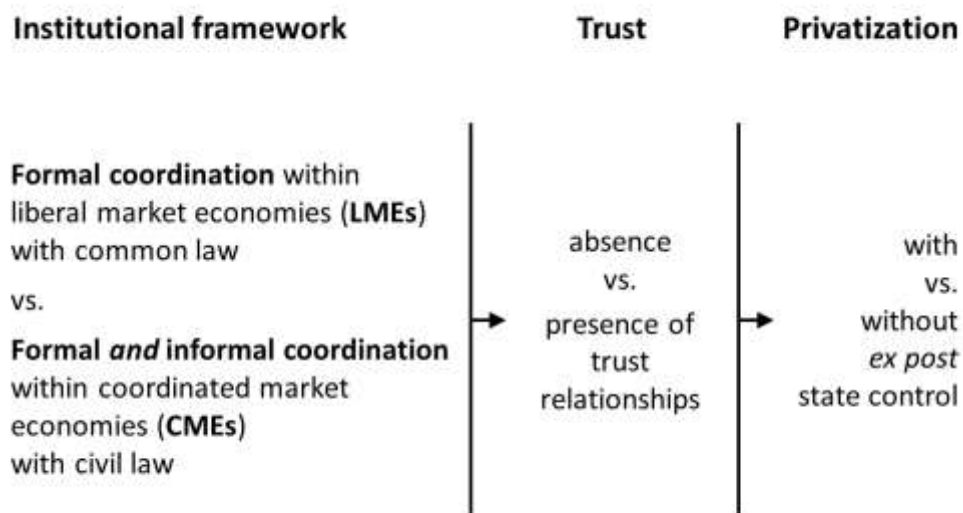 Institutional framework
Trust
Privatization
Formal coordination within
liberal market economies (LMEs)
with common law
vs.
Formal and informal coordination
within coordinated market
economies (CMEs)
with civil law
absence
vs.
presence of
trust
relationships
with
vs.
without
ex post
state control